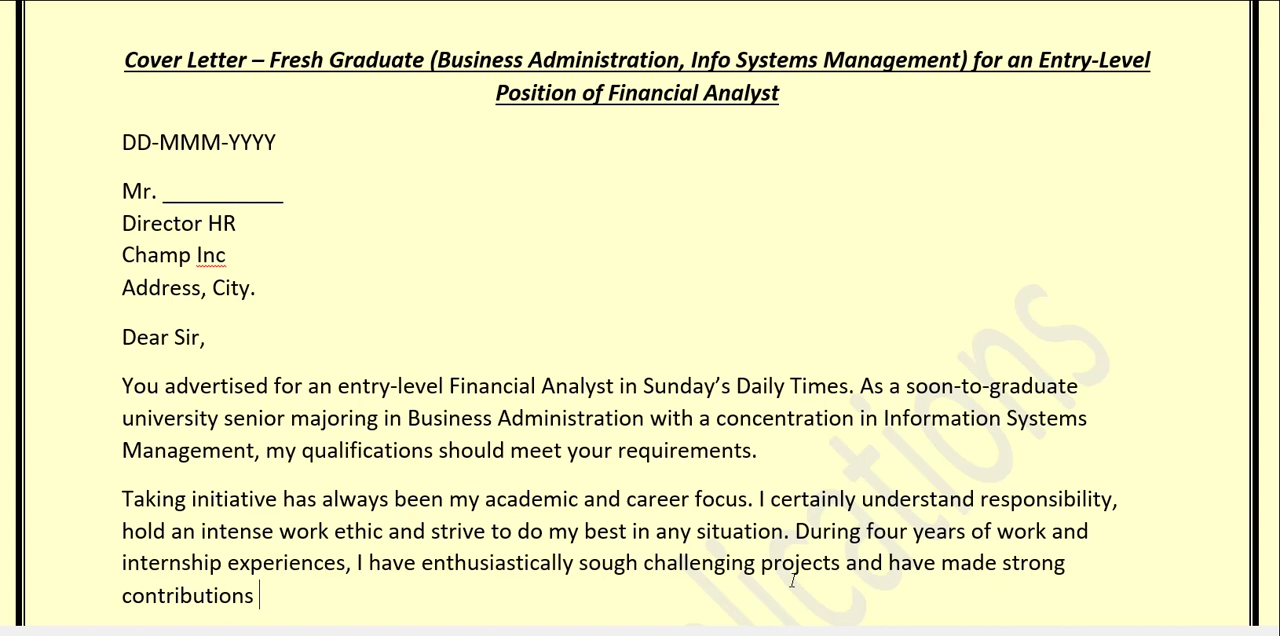 Cover Letter – Fresh Graduate (Business Administration, Info Systems Management) for an Entry-Level
Position of Financial Analyst
DD-MMM-YYYY
Mr. __________
Director HR
Champ Inc
Address, City.
Dear Sir,
You advertised for an entry-level Financial Analyst in Sunday’s Daily Times. As a soon-to-graduate
university senior majoring in Business Administration with a concentration in Information Systems
Management, my qualifications should meet your requirements.
Taking initiative has always been my academic and career focus. I certainly understand responsibility,
hold an intense work ethic and strive to do my best in any situation. During four years of work and
internship experiences, I have enthusiastically sough challenging projects and have made strong
contributions